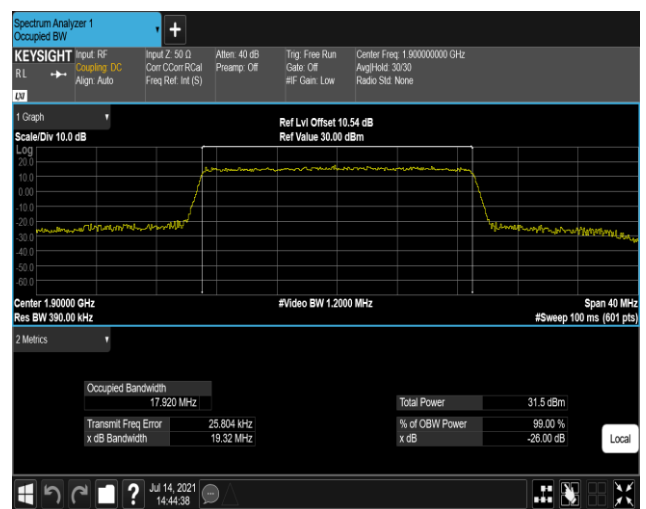 Spectrum Analyzer 1
Occupied BW
+
KEYSIGHT
RL
LXI
Input: RF
Coupling: DC
Align: Auto
Input Z: 50 Ω
Corr CCorr RCal
Freq Ref: Int (S)
Atten: 40 dB
Preamp: Off
Trig: Free Run
Gate: Off
#IF Gain: Low
Center Freq: 1.900000000 GHz
Avg|Hold: 30/30
Radio Std: None
1 Graph
Scale/Div 10.0 dB
Ref Lvl Offset 10.54 dB
Ref Value 30.00 dBm
Log
20.0
10.0
0.00
-10.0
-20.0
-30.0
-40.0
-50.0
-60.0
Center 1.90000 GHz
#Video BW 1.2000 MHz
Span 40 MHz
Res BW 390.00 kHz
#Sweep 100 ms (601 pts)
2 Metrics
Occupied Bandwidth
17.920 MHz
Total Power 31.5 dBm
Transmit Freq Error 25.804 kHz
% of OBW Power 99.00 %
x dB Bandwidth 19.32 MHz
x dB -26.00 dB
Local
?
Jul 14, 2021
14:44:38